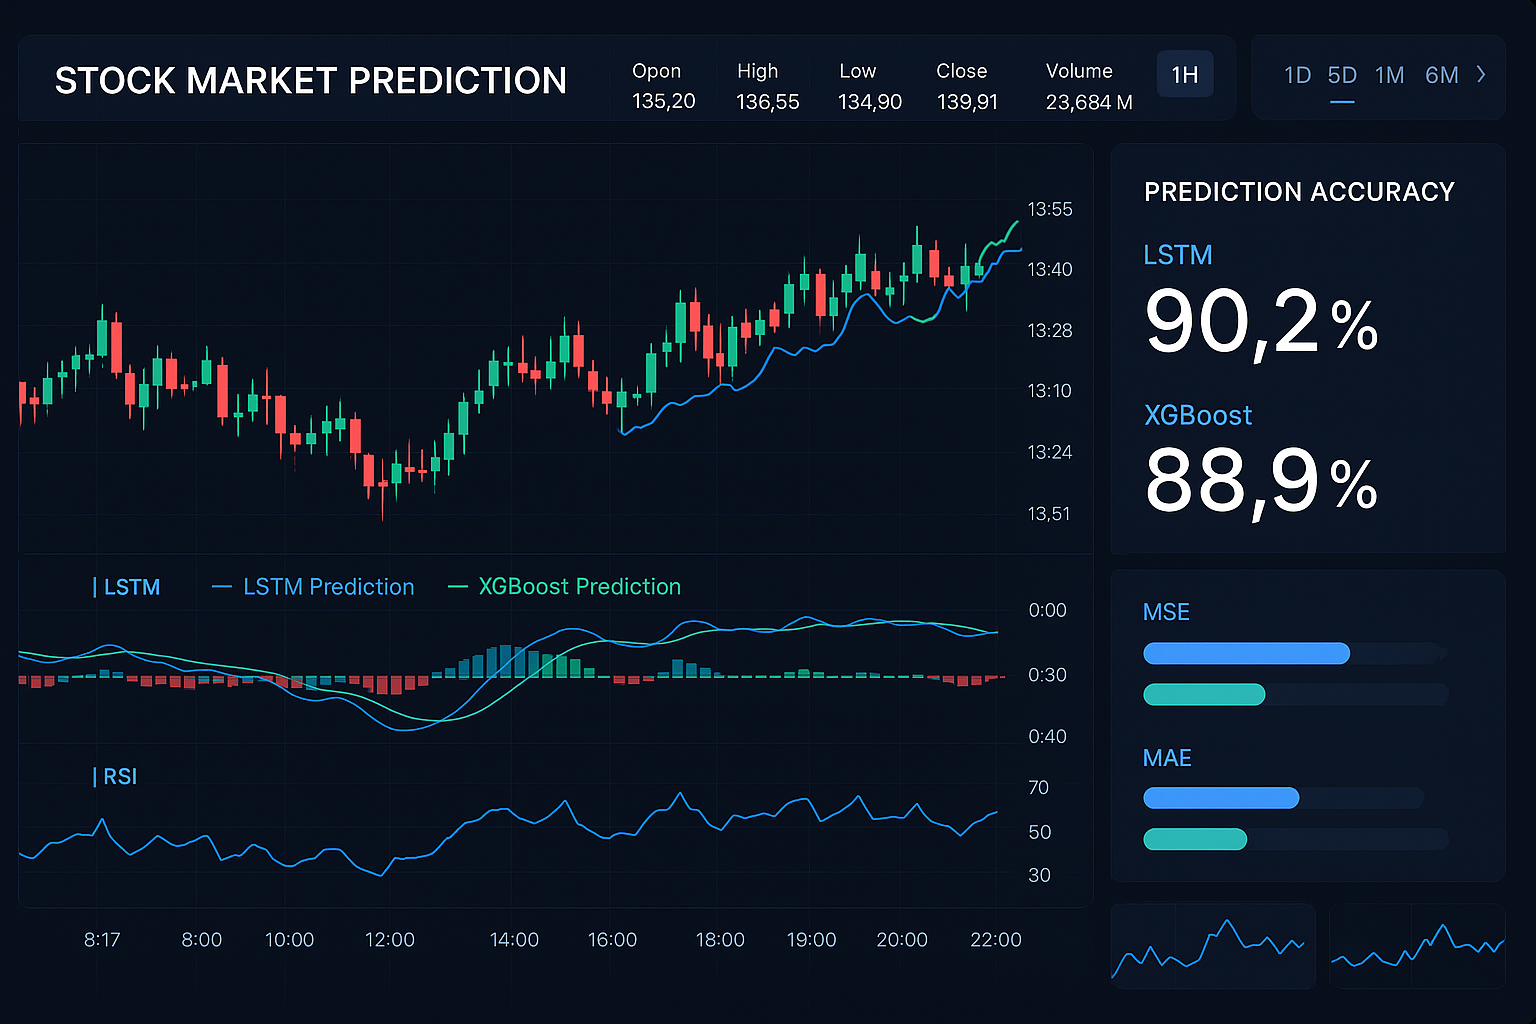 STOCK MARKET PREDICTION
Opon High Low Close Volume
135,20 136,55 134,90 139,91 23,684 M
1H
1D 5D 1M 6M >
13:55
13:40
13:28
13:10
13:24
13,51
PREDICTION ACCURACY
LSTM
90,2%
XGBoost
88,9%
| LSTM — LSTM Prediction — XGBoost Prediction
0:00
0:30
0:40
| RSI
70
50
30
8:17 8:00 10:00 12:00 14:00 16:00 18:00 19:00 20:00 22:00
MSE
MAE